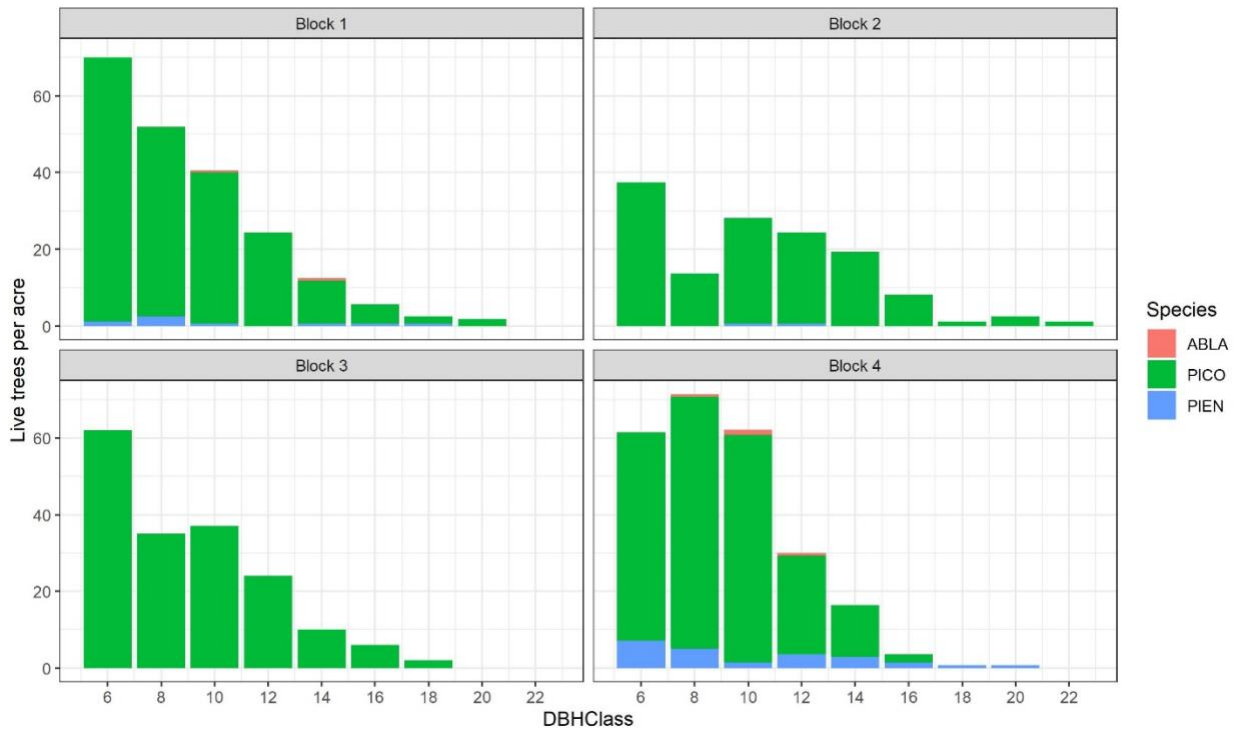 Block 1
Block 2
60
40
20
0
Block 3
Block 4
60
40
20
0
6 8 10 12 14 16 18 20 22
6 8 10 12 14 16 18 20 22
Live trees per acre
DBHClass
Species
ABLA
PICO
PIEN